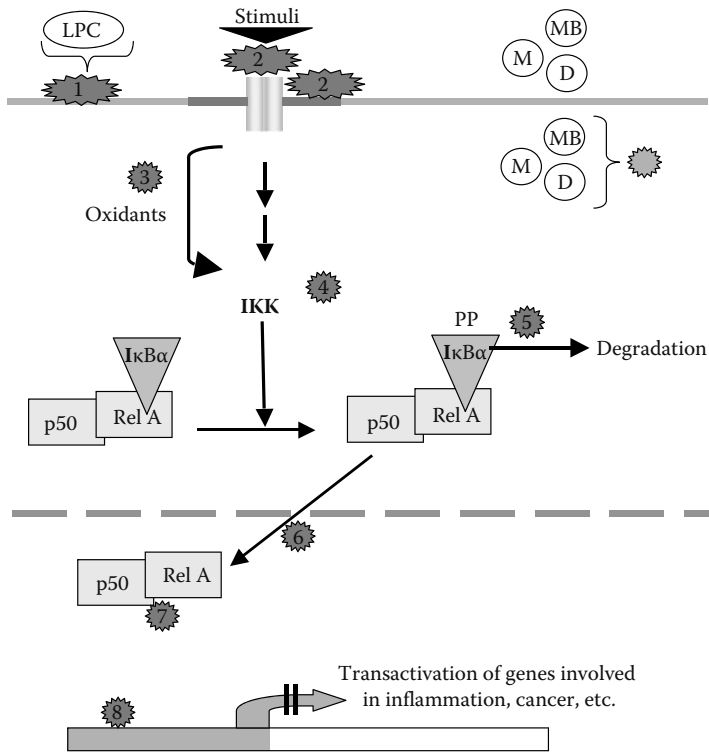 LPC
Stimuli
MB
M
D
1
2
2
MB
M
D
3
Oxidants
4
IKK
PP
5
IκBα
IκBα
Degradation
p50
Rel A
p50
Rel A
6
p50
Rel A
7
Transactivation of genes involved
in inflammation, cancer, etc.
8